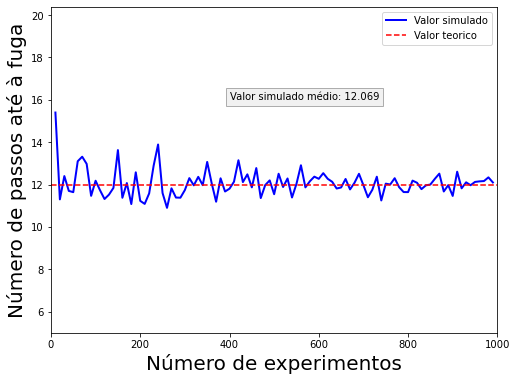 Número de passos até à fuga
20
18
16
14
12
10
8
6
Valor simulado
Valor teorico
Valor simulado médio: 12.069
0
200
400
600
800
1000
Número de experimentos